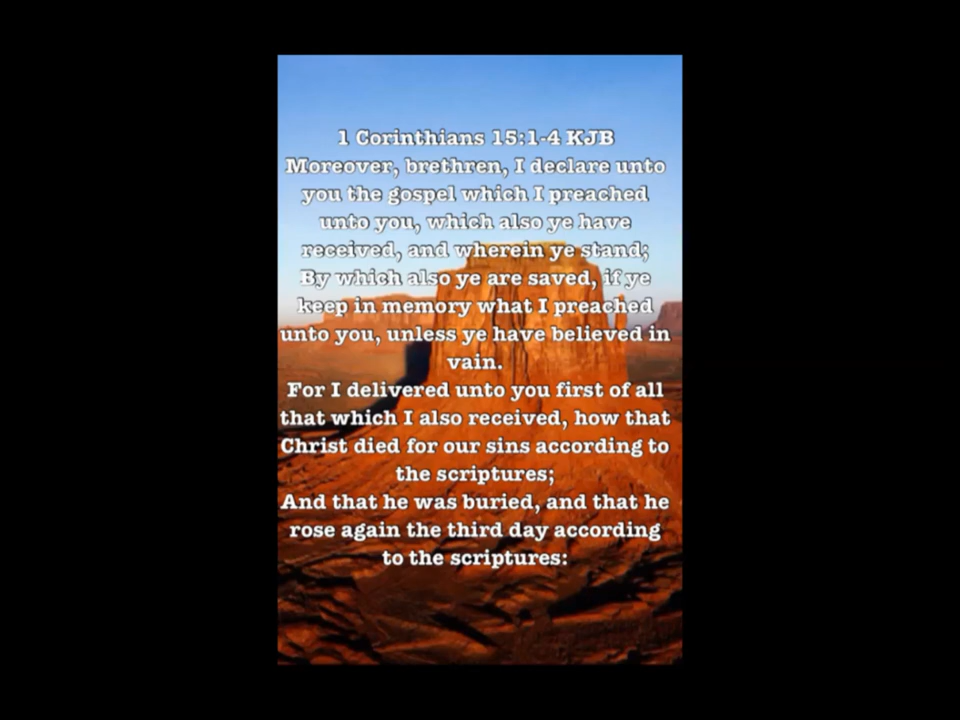 1 Corinthians 15:1-4 KJB
Moreover, brethren, I declare unto
you the gospel which I preached
unto you, which also ye have
received, and wherein ye stand;
By which also ye are saved, if ye
keep in memory what I preached
unto you, unless ye have believed in
vain.
For I delivered unto you first of all
that which I also received, how that
Christ died for our sins according to
the scriptures;
And that he was buried, and that he
rose again the third day according
to the scriptures: